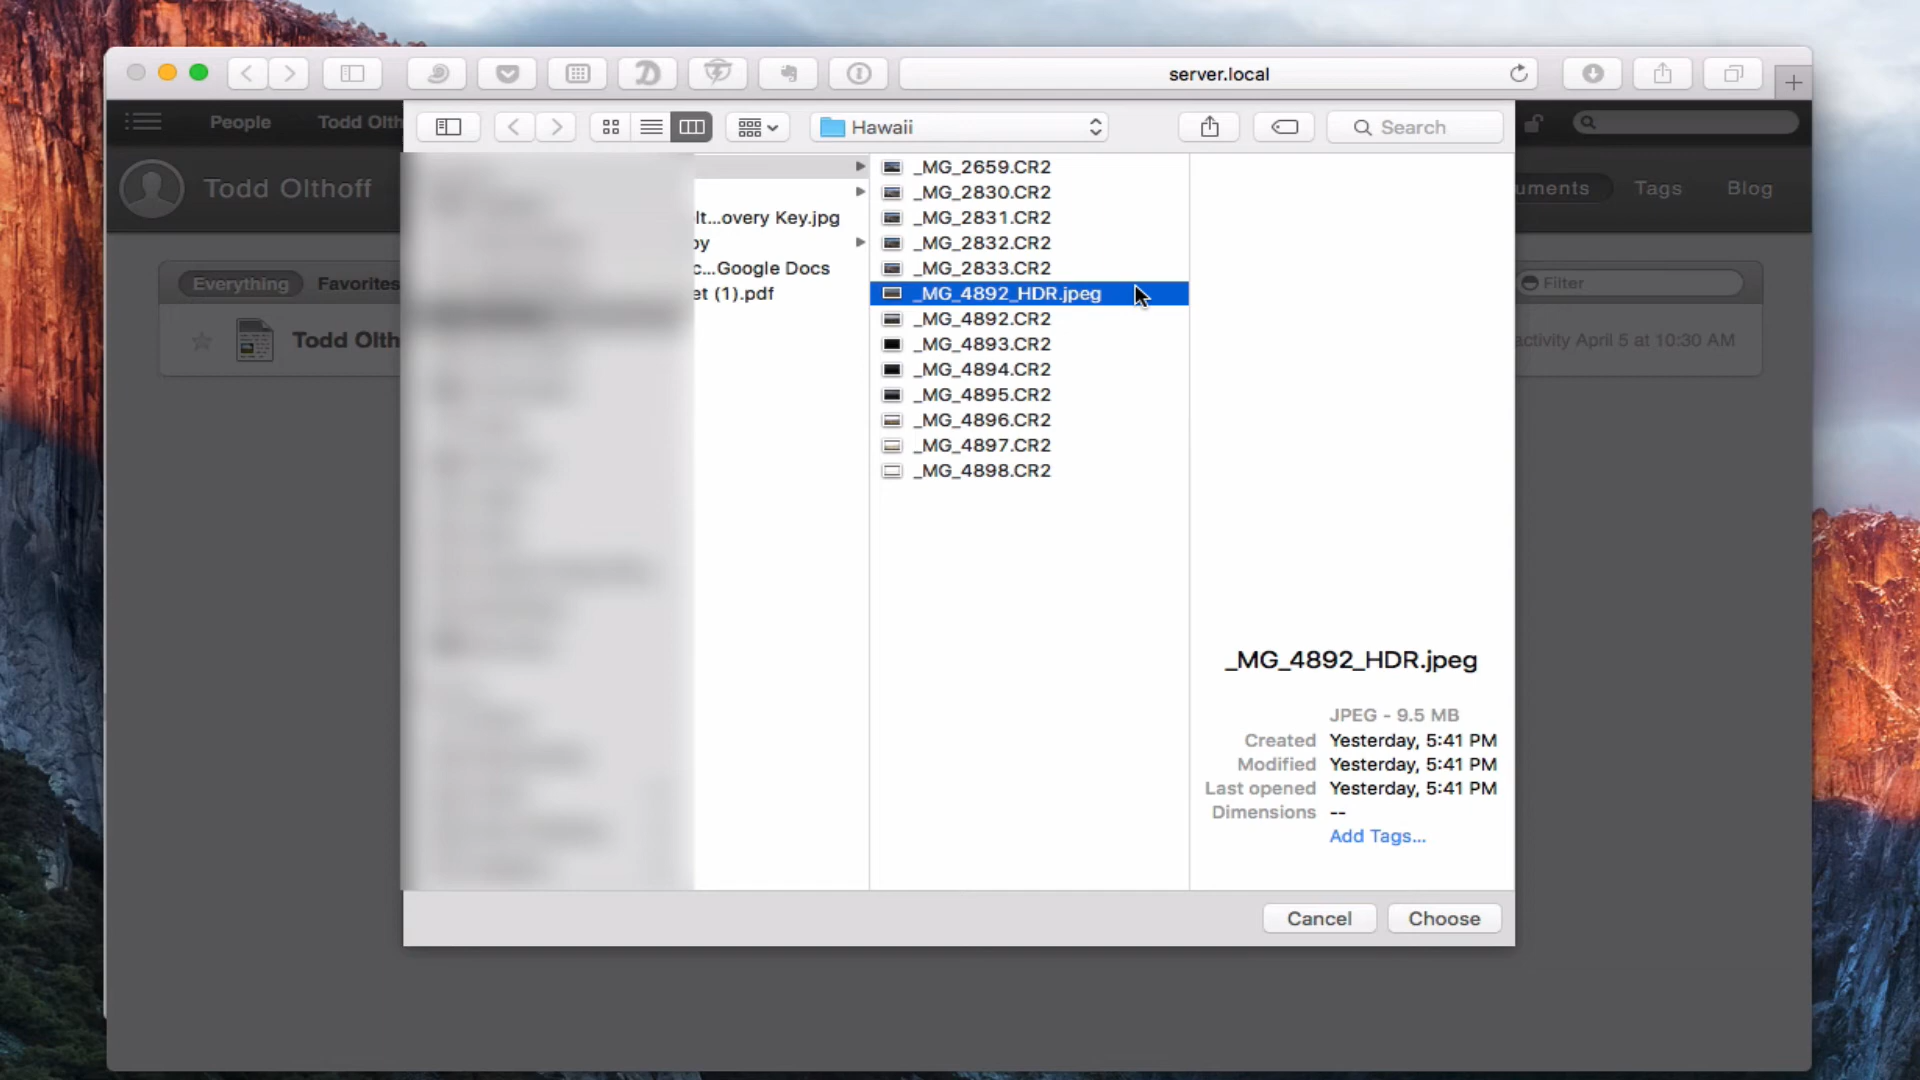 server.local
People Todd Olth
Hawaii
Search
Todd Olthoff
uments Tags Blog
Everything Favorites
Filter
Todd Olth
activity April 5 at 10:30 AM
lt...overy Key.jpg
by
c...Google Docs
et (1).pdf
_MG_2659.CR2
_MG_2830.CR2
_MG_2831.CR2
_MG_2832.CR2
_MG_2833.CR2
_MG_4892_HDR.jpeg
_MG_4892.CR2
_MG_4893.CR2
_MG_4894.CR2
_MG_4895.CR2
_MG_4896.CR2
_MG_4897.CR2
_MG_4898.CR2
_MG_4892_HDR.jpeg
JPEG - 9.5 MB
Created Yesterday, 5:41 PM
Modified Yesterday, 5:41 PM
Last opened Yesterday, 5:41 PM
Dimensions --
Add Tags...
Cancel Choose